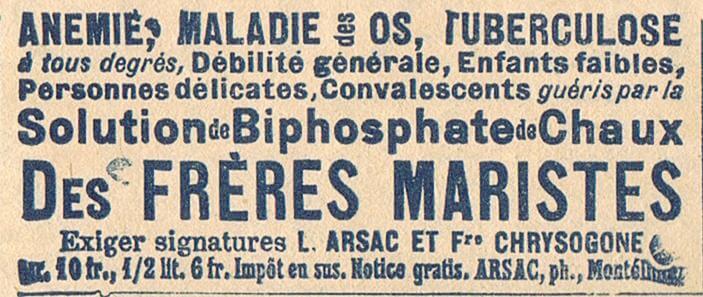 ANEMIE, MALADIE des OS, TUBERCULOSE
à tous degrés, Débilité générale, Enfants faibles,
Personnes délicates, Convalescents guéris par la
Solution de Biphosphate de Chaux
DES FRÈRES MARISTES
Exiger signatures L. ARSAC ET Fre CHRYSOGONE
10 fr., 1/2 lit. 6 fr. Impôt en sus. Notice gratis. ARSAC, ph.,